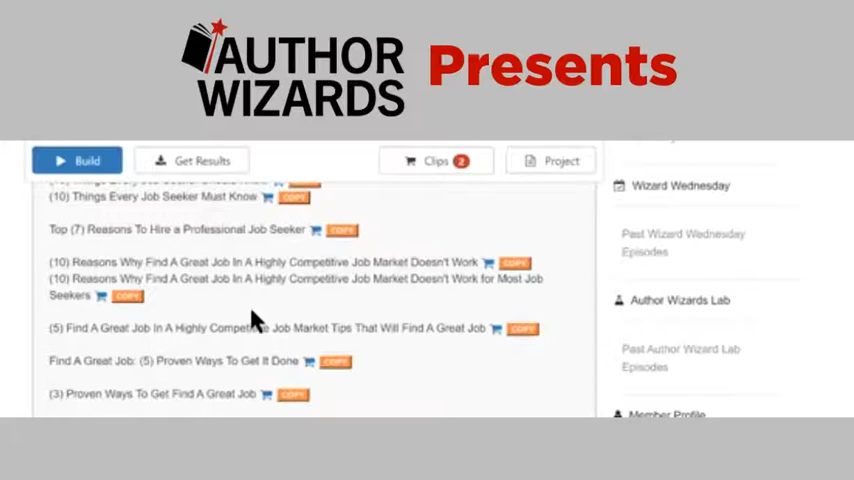 AUTHOR
WIZARDS
Presents
Build
Get Results
Clips 2
Project
(10) Things Every Job Seeker Must Know COPY
Top (7) Reasons To Hire a Professional Job Seeker COPY
(10) Reasons Why Find A Great Job In A Highly Competitive Job Market Doesn't Work COPY
(10) Reasons Why Find A Great Job In A Highly Competitive Job Market Doesn't Work for Most Job
Seekers COPY
(5) Find A Great Job In A Highly Competitive Job Market Tips That Will Find A Great Job COPY
Find A Great Job: (5) Proven Ways To Get It Done COPY
(3) Proven Ways To Get Find A Great Job COPY
Wizard Wednesday
Past Wizard Wednesday
Episodes
Author Wizards Lab
Past Author Wizard Lab
Episodes
Member Profile